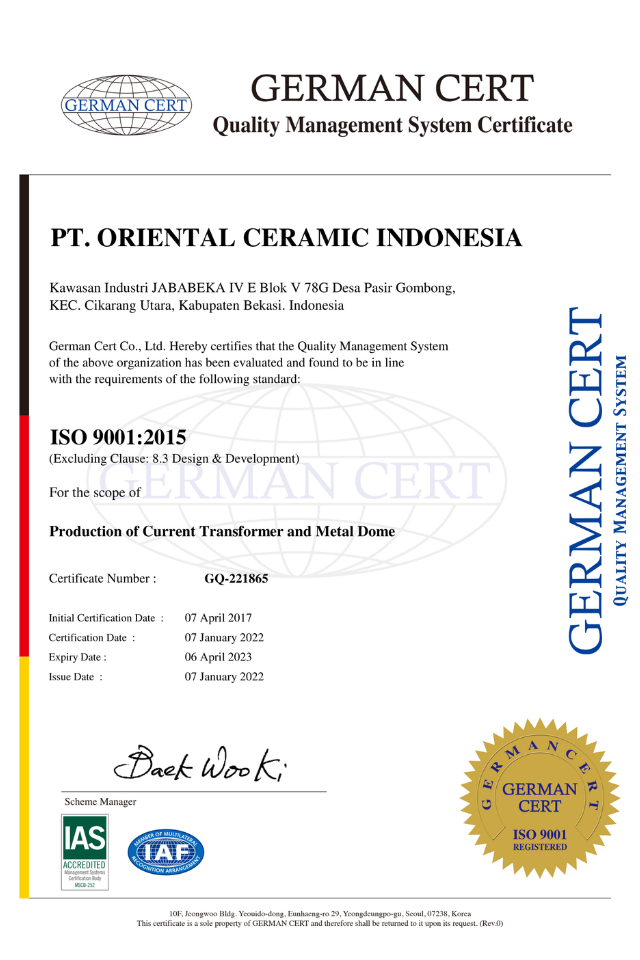 GERMAN CERT
GERMAN CERT
Quality Management System Certificate
PT. ORIENTAL CERAMIC INDONESIA
Kawasan Industri JABABEKA IV E Blok V 78G Desa Pasir Gombong,
KEC. Cikarang Utara, Kabupaten Bekasi. Indonesia
German Cert Co., Ltd. Hereby certifies that the Quality Management System
of the above organization has been evaluated and found to be in line
with the requirements of the following standard:
ISO 9001:2015
(Excluding Clause: 8.3 Design & Development)
GERMAN CERT
For the scope of
Production of Current Transformer and Metal Dome
Certificate Number : GQ-221865
Initial Certification Date : 07 April 2017
Certification Date : 07 January 2022
Expiry Date : 06 April 2023
Issue Date : 07 January 2022
GERMAN CERT
QUALITY MANAGEMENT SYSTEM
Baek Woo Ki
Scheme Manager
IAS
ACCREDITED
Management Systems
Certification Body
MSCB-252
MEMBER OF MULTILATERAL
IAF
RECOGNITION ARRANGEMENT
GERMAN CERT
GERMAN
CERT
ISO 9001
REGISTERED
10F, Jeongwoo Bldg. Yeouido-dong, Eunhaeng-ro 29, Yeongdeungpo-gu, Seoul, 07238, Korea
This certificate is a sole property of GERMAN CERT and therefore shall be returned to it upon its request. (Rev.0)